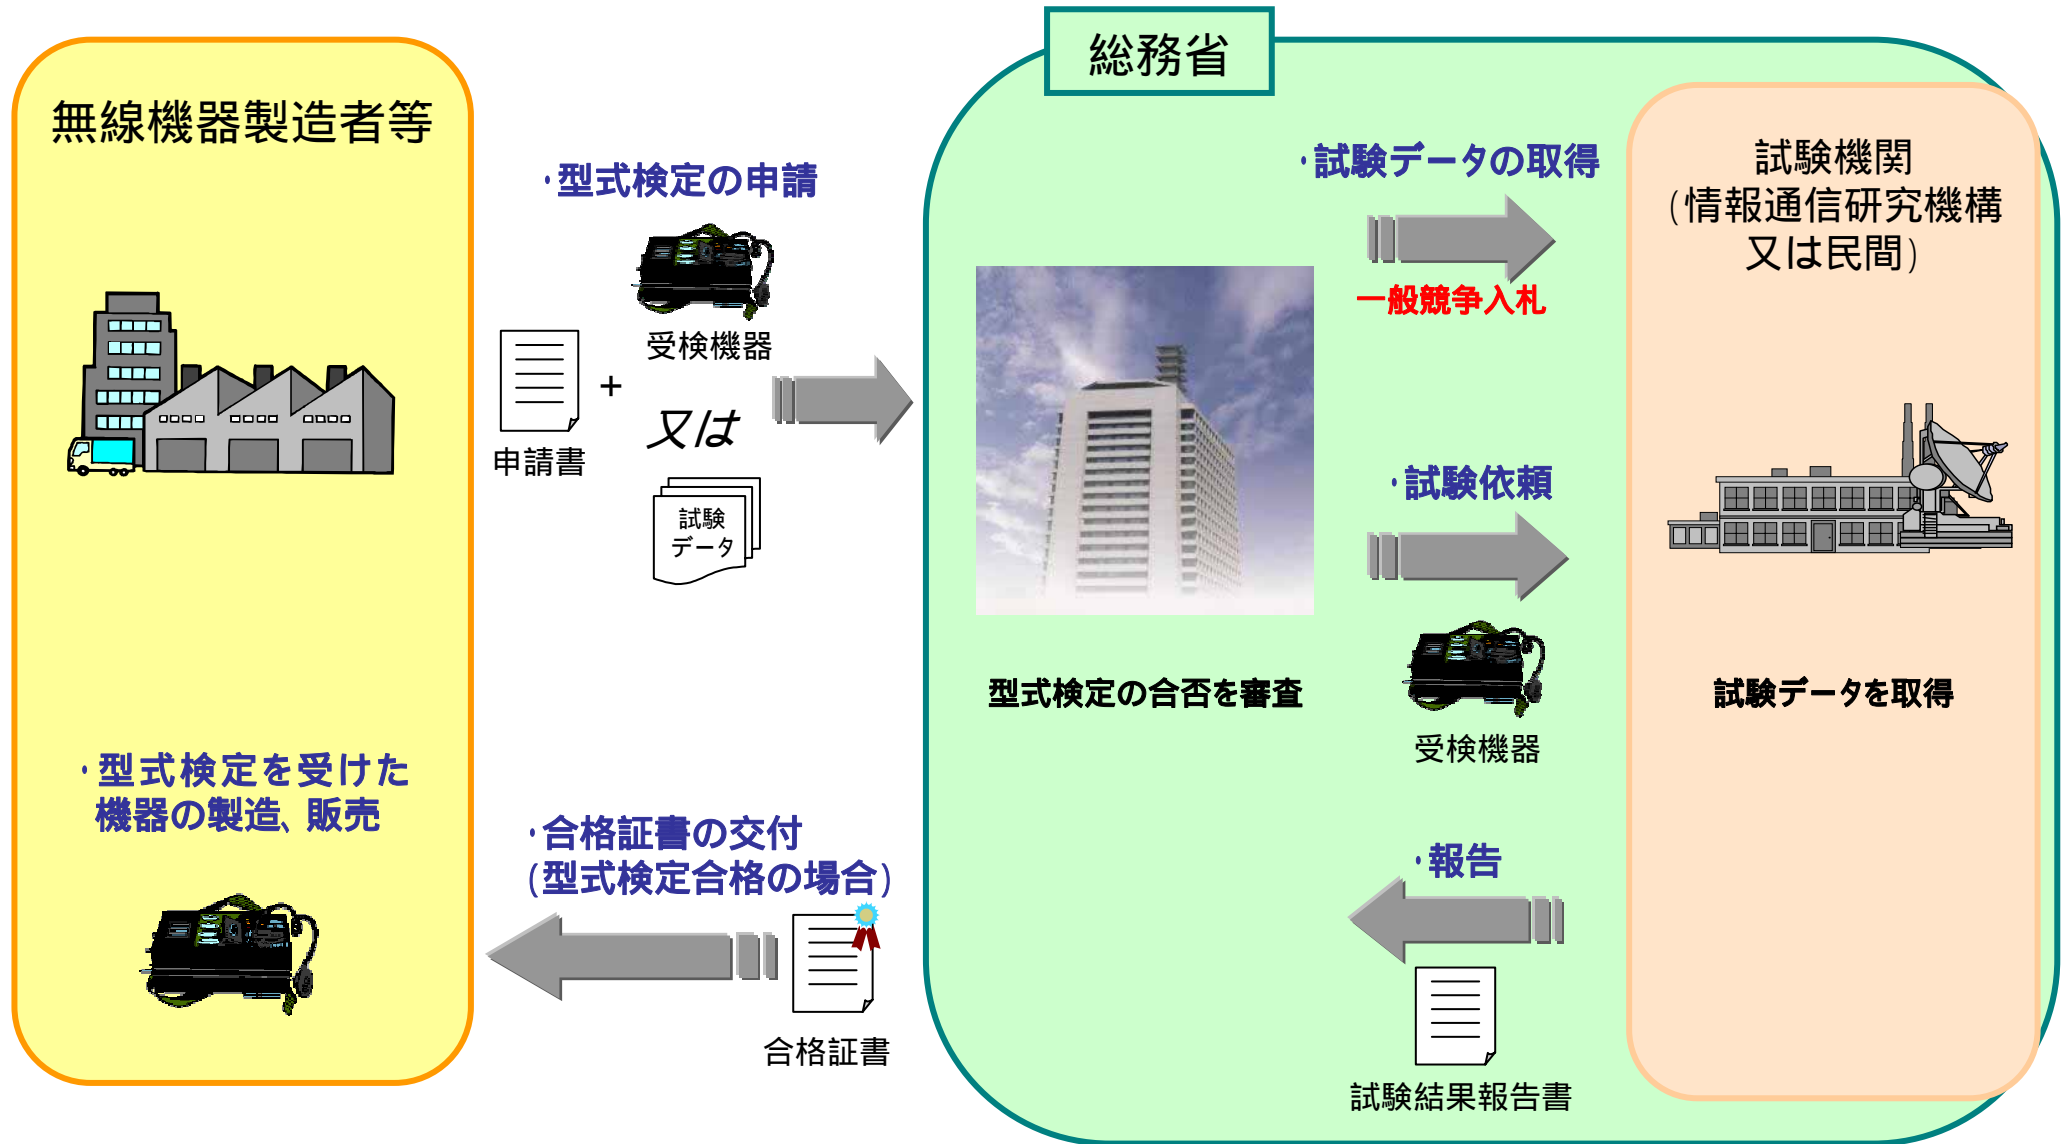 総務省
無線機器製造者等
・型式検定の申請
受検機器
申請書
+
又は
試験
データ
・試験データの取得
一般競争入札
試験機関
(情報通信研究機構
又は民間)
・試験依頼
受検機器
型式検定の合否を審査
試験データを取得
・型式検定を受けた
機器の製造、販売
・合格証書の交付
(型式検定合格の場合)
合格証書
・報告
試験結果報告書